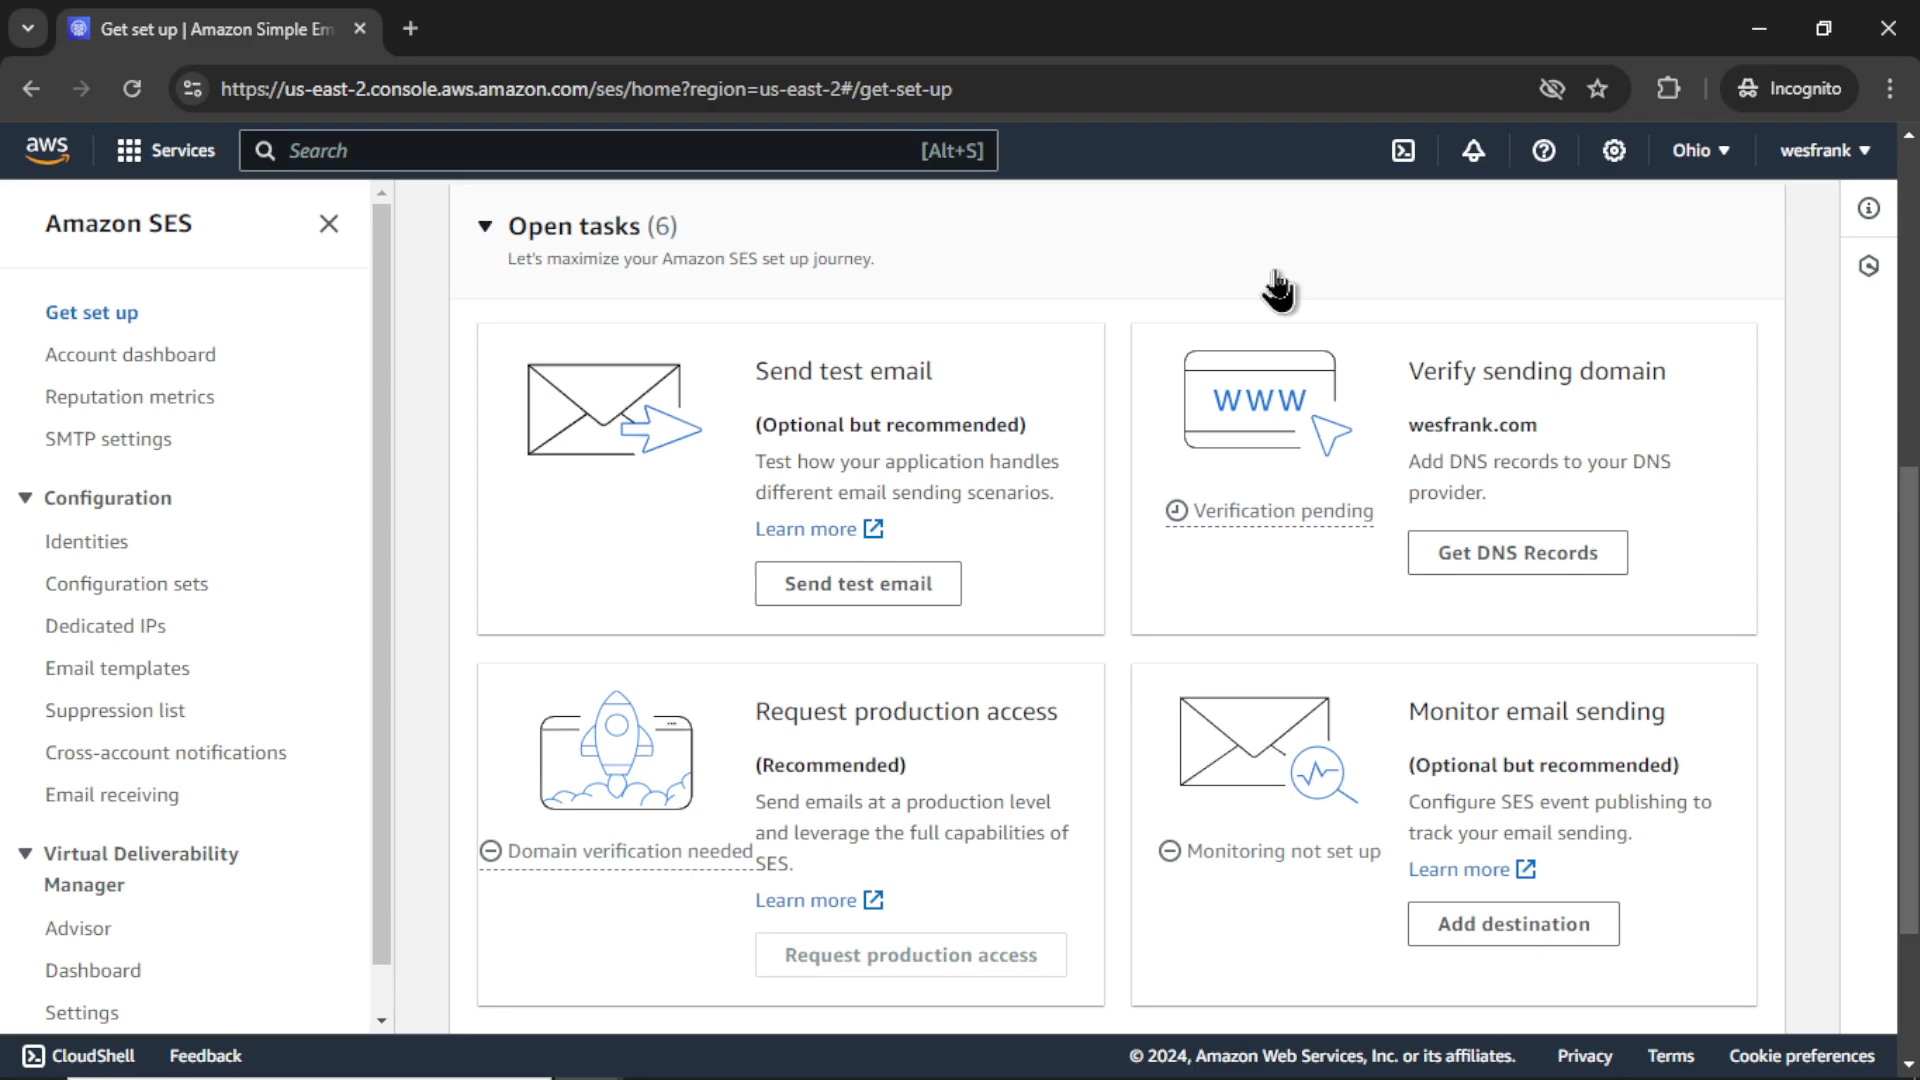 Get set up | Amazon Simple Em
https://us-east-2.console.aws.amazon.com/ses/home?region=us-east-2#/get-set-up
Incognito
aws
Services
Search
[Alt+S]
Ohio
wesfrank
Amazon SES
Get set up
Account dashboard
Reputation metrics
SMTP settings
Configuration
Identities
Configuration sets
Dedicated IPs
Email templates
Suppression list
Cross-account notifications
Email receiving
Virtual Deliverability
Manager
Advisor
Dashboard
Settings
Open tasks (6)
Let's maximize your Amazon SES set up journey.
Send test email
(Optional but recommended)
Test how your application handles
different email sending scenarios.
Learn more
Send test email
WWW
Verification pending
Verify sending domain
wesfrank.com
Add DNS records to your DNS
provider.
Get DNS Records
Domain verification needed
Request production access
(Recommended)
Send emails at a production level
and leverage the full capabilities of
SES.
Learn more
Request production access
Monitoring not set up
Monitor email sending
(Optional but recommended)
Configure SES event publishing to
track your email sending.
Learn more
Add destination
CloudShell
Feedback
© 2024, Amazon Web Services, Inc. or its affiliates.
Privacy
Terms
Cookie preferences